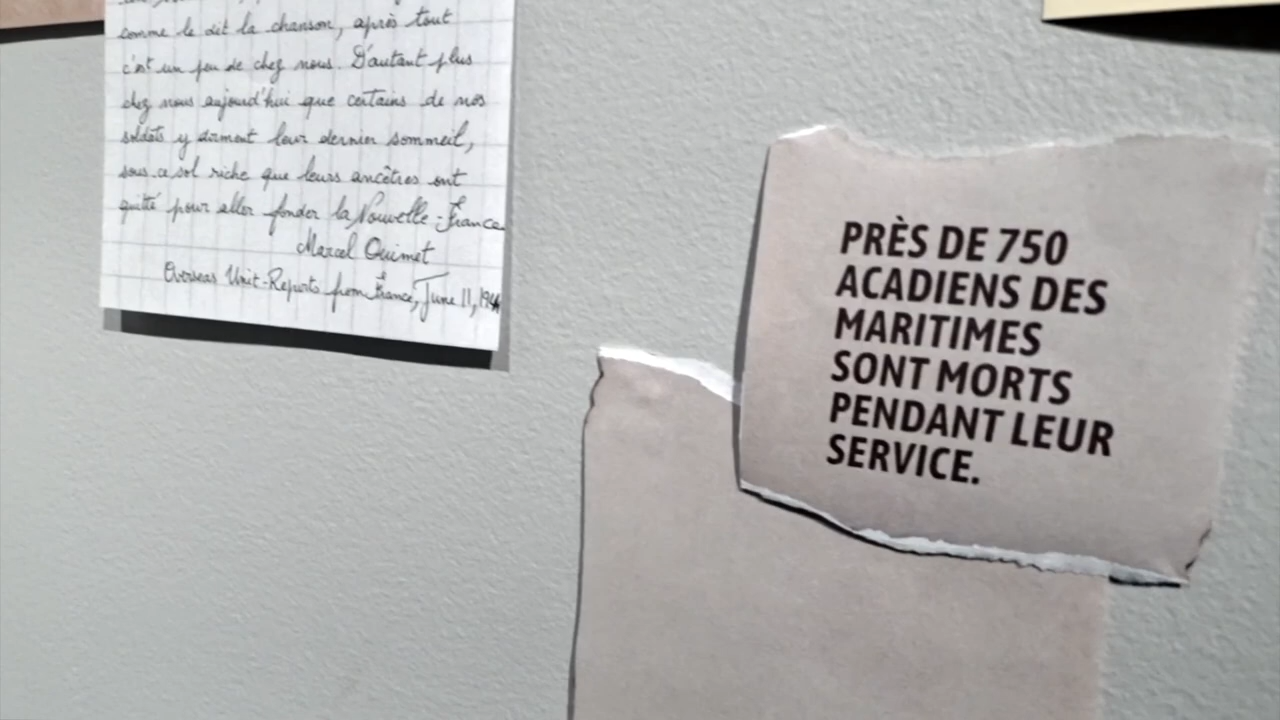 comme le dit la chanson, après tout
c'est un peu de chez nous. D'autant plus
chez nous aujourd'hui que certains de nos
soldats y dorment leur dernier sommeil,
sous ce sol riche que leurs ancêtres ont
quitté pour aller fonder la Nouvelle-France
Marcel Ouimet
Overseas Unit-Reports from France, June 11, 1944
PRÈS DE 750
ACADIENS DES
MARITIMES
SONT MORTS
PENDANT LEUR
SERVICE.